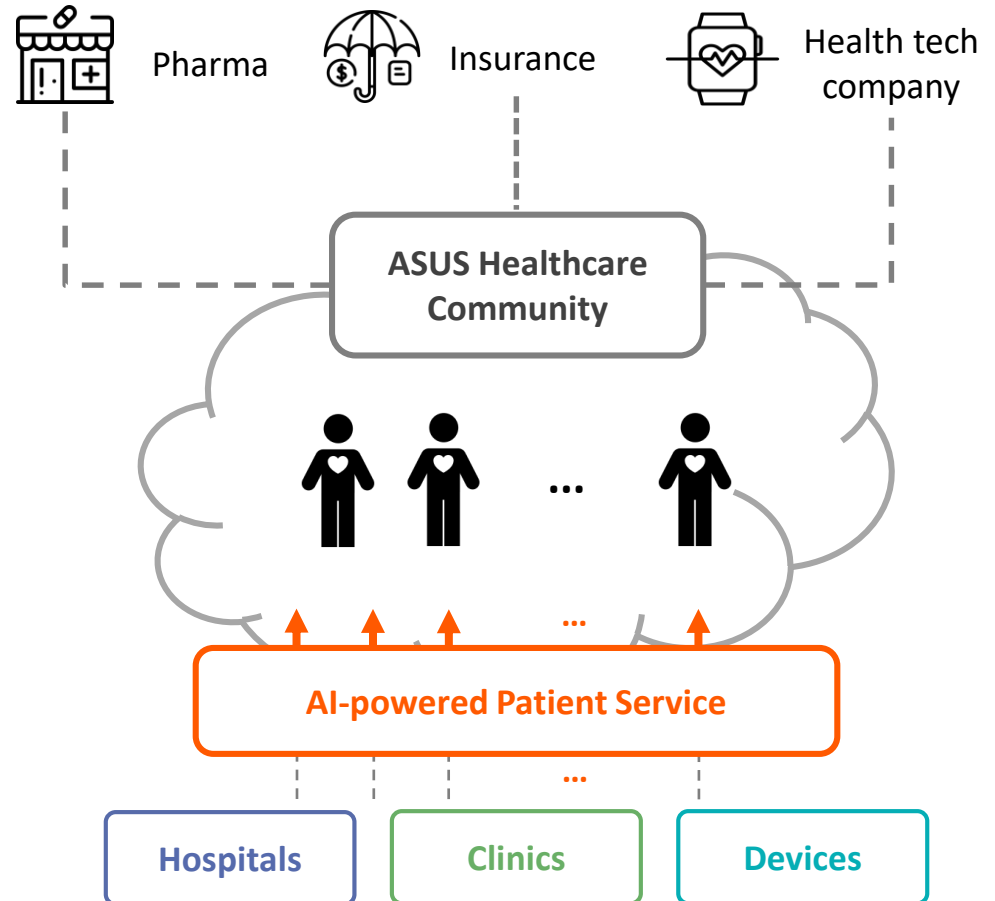 Pharma
Insurance
Health tech
company
$
ASUS Healthcare
Community
...
...
AI-powered Patient Service
...
Hospitals
Clinics
Devices